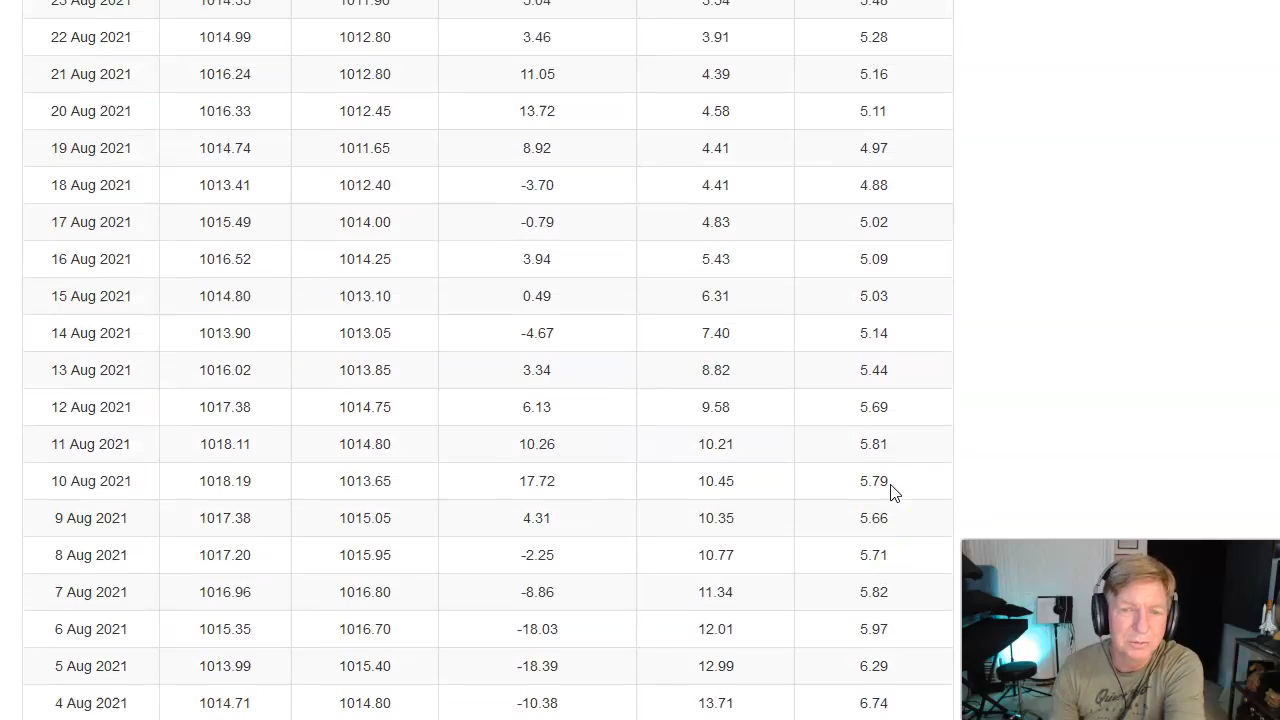 23 Aug 2021 1014.35 1011.90 5.04 3.54 5.48
22 Aug 2021 1014.99 1012.80 3.46 3.91 5.28
21 Aug 2021 1016.24 1012.80 11.05 4.39 5.16
20 Aug 2021 1016.33 1012.45 13.72 4.58 5.11
19 Aug 2021 1014.74 1011.65 8.92 4.41 4.97
18 Aug 2021 1013.41 1012.40 -3.70 4.41 4.88
17 Aug 2021 1015.49 1014.00 -0.79 4.83 5.02
16 Aug 2021 1016.52 1014.25 3.94 5.43 5.09
15 Aug 2021 1014.80 1013.10 0.49 6.31 5.03
14 Aug 2021 1013.90 1013.05 -4.67 7.40 5.14
13 Aug 2021 1016.02 1013.85 3.34 8.82 5.44
12 Aug 2021 1017.38 1014.75 6.13 9.58 5.69
11 Aug 2021 1018.11 1014.80 10.26 10.21 5.81
10 Aug 2021 1018.19 1013.65 17.72 10.45 5.79
9 Aug 2021 1017.38 1015.05 4.31 10.35 5.66
8 Aug 2021 1017.20 1015.95 -2.25 10.77 5.71
7 Aug 2021 1016.96 1016.80 -8.86 11.34 5.82
6 Aug 2021 1015.35 1016.70 -18.03 12.01 5.97
5 Aug 2021 1013.99 1015.40 -18.39 12.99 6.29
4 Aug 2021 1014.71 1014.80 -10.38 13.71 6.74